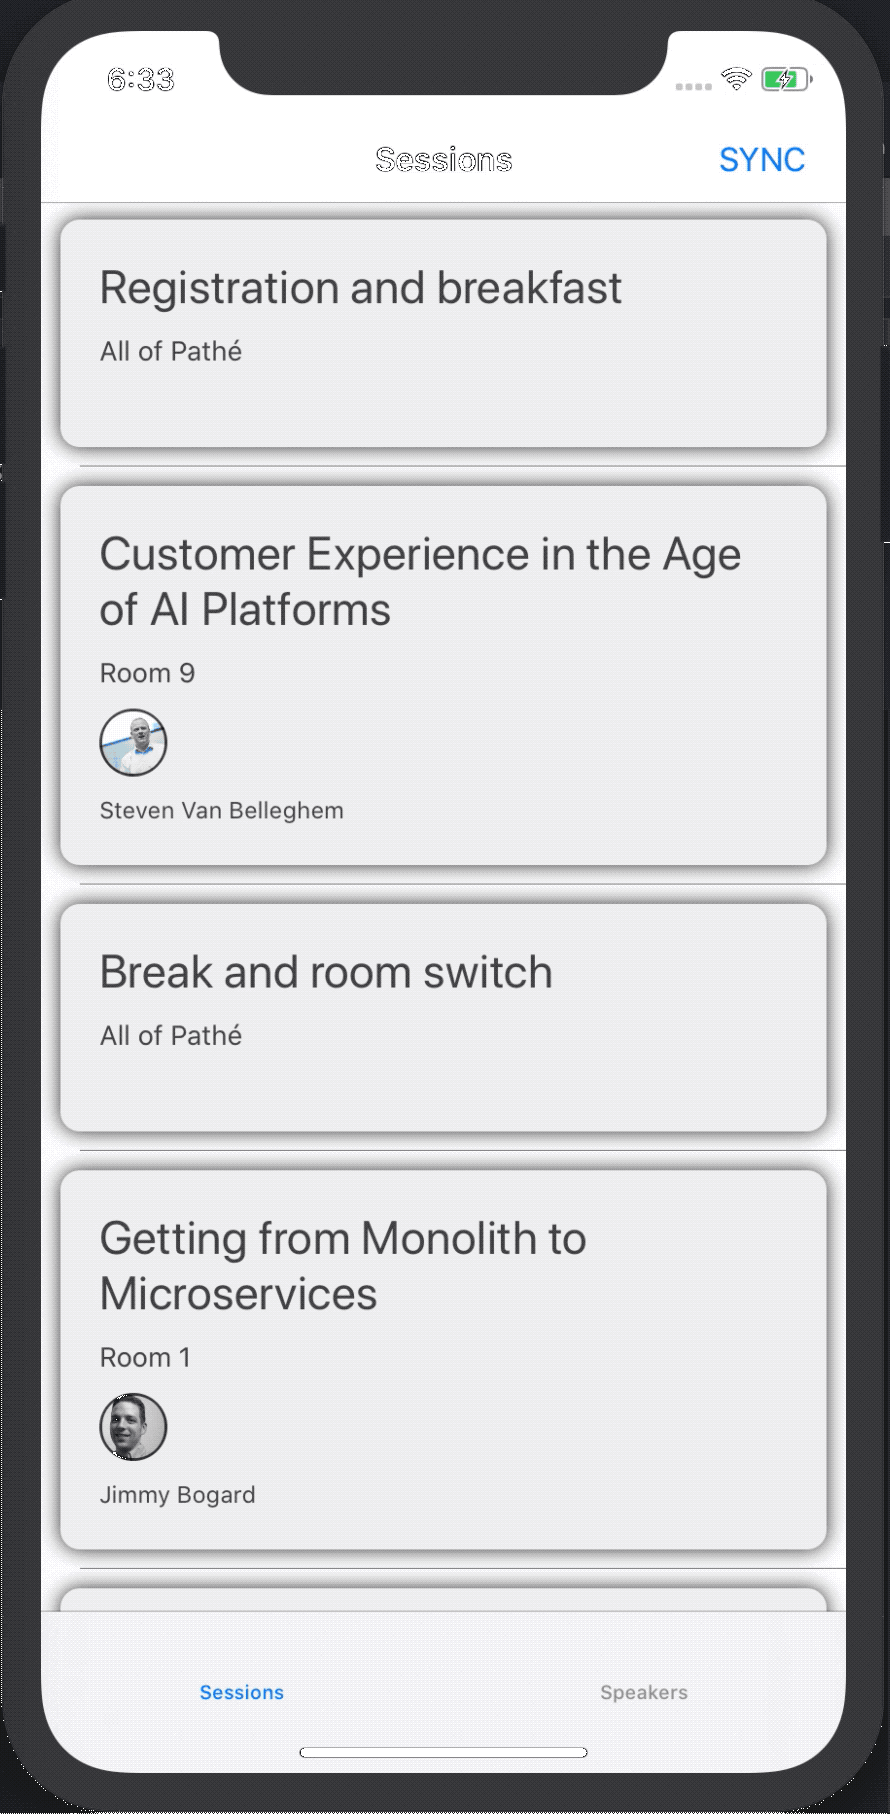 6:33
Sessions
SYNC
Registration and breakfast
All of Pathé
Customer Experience in the Age
of AI Platforms
Room 9
Steven Van Belleghem
Break and room switch
All of Pathé
Getting from Monolith to
Microservices
Room 1
Jimmy Bogard
Sessions
Speakers